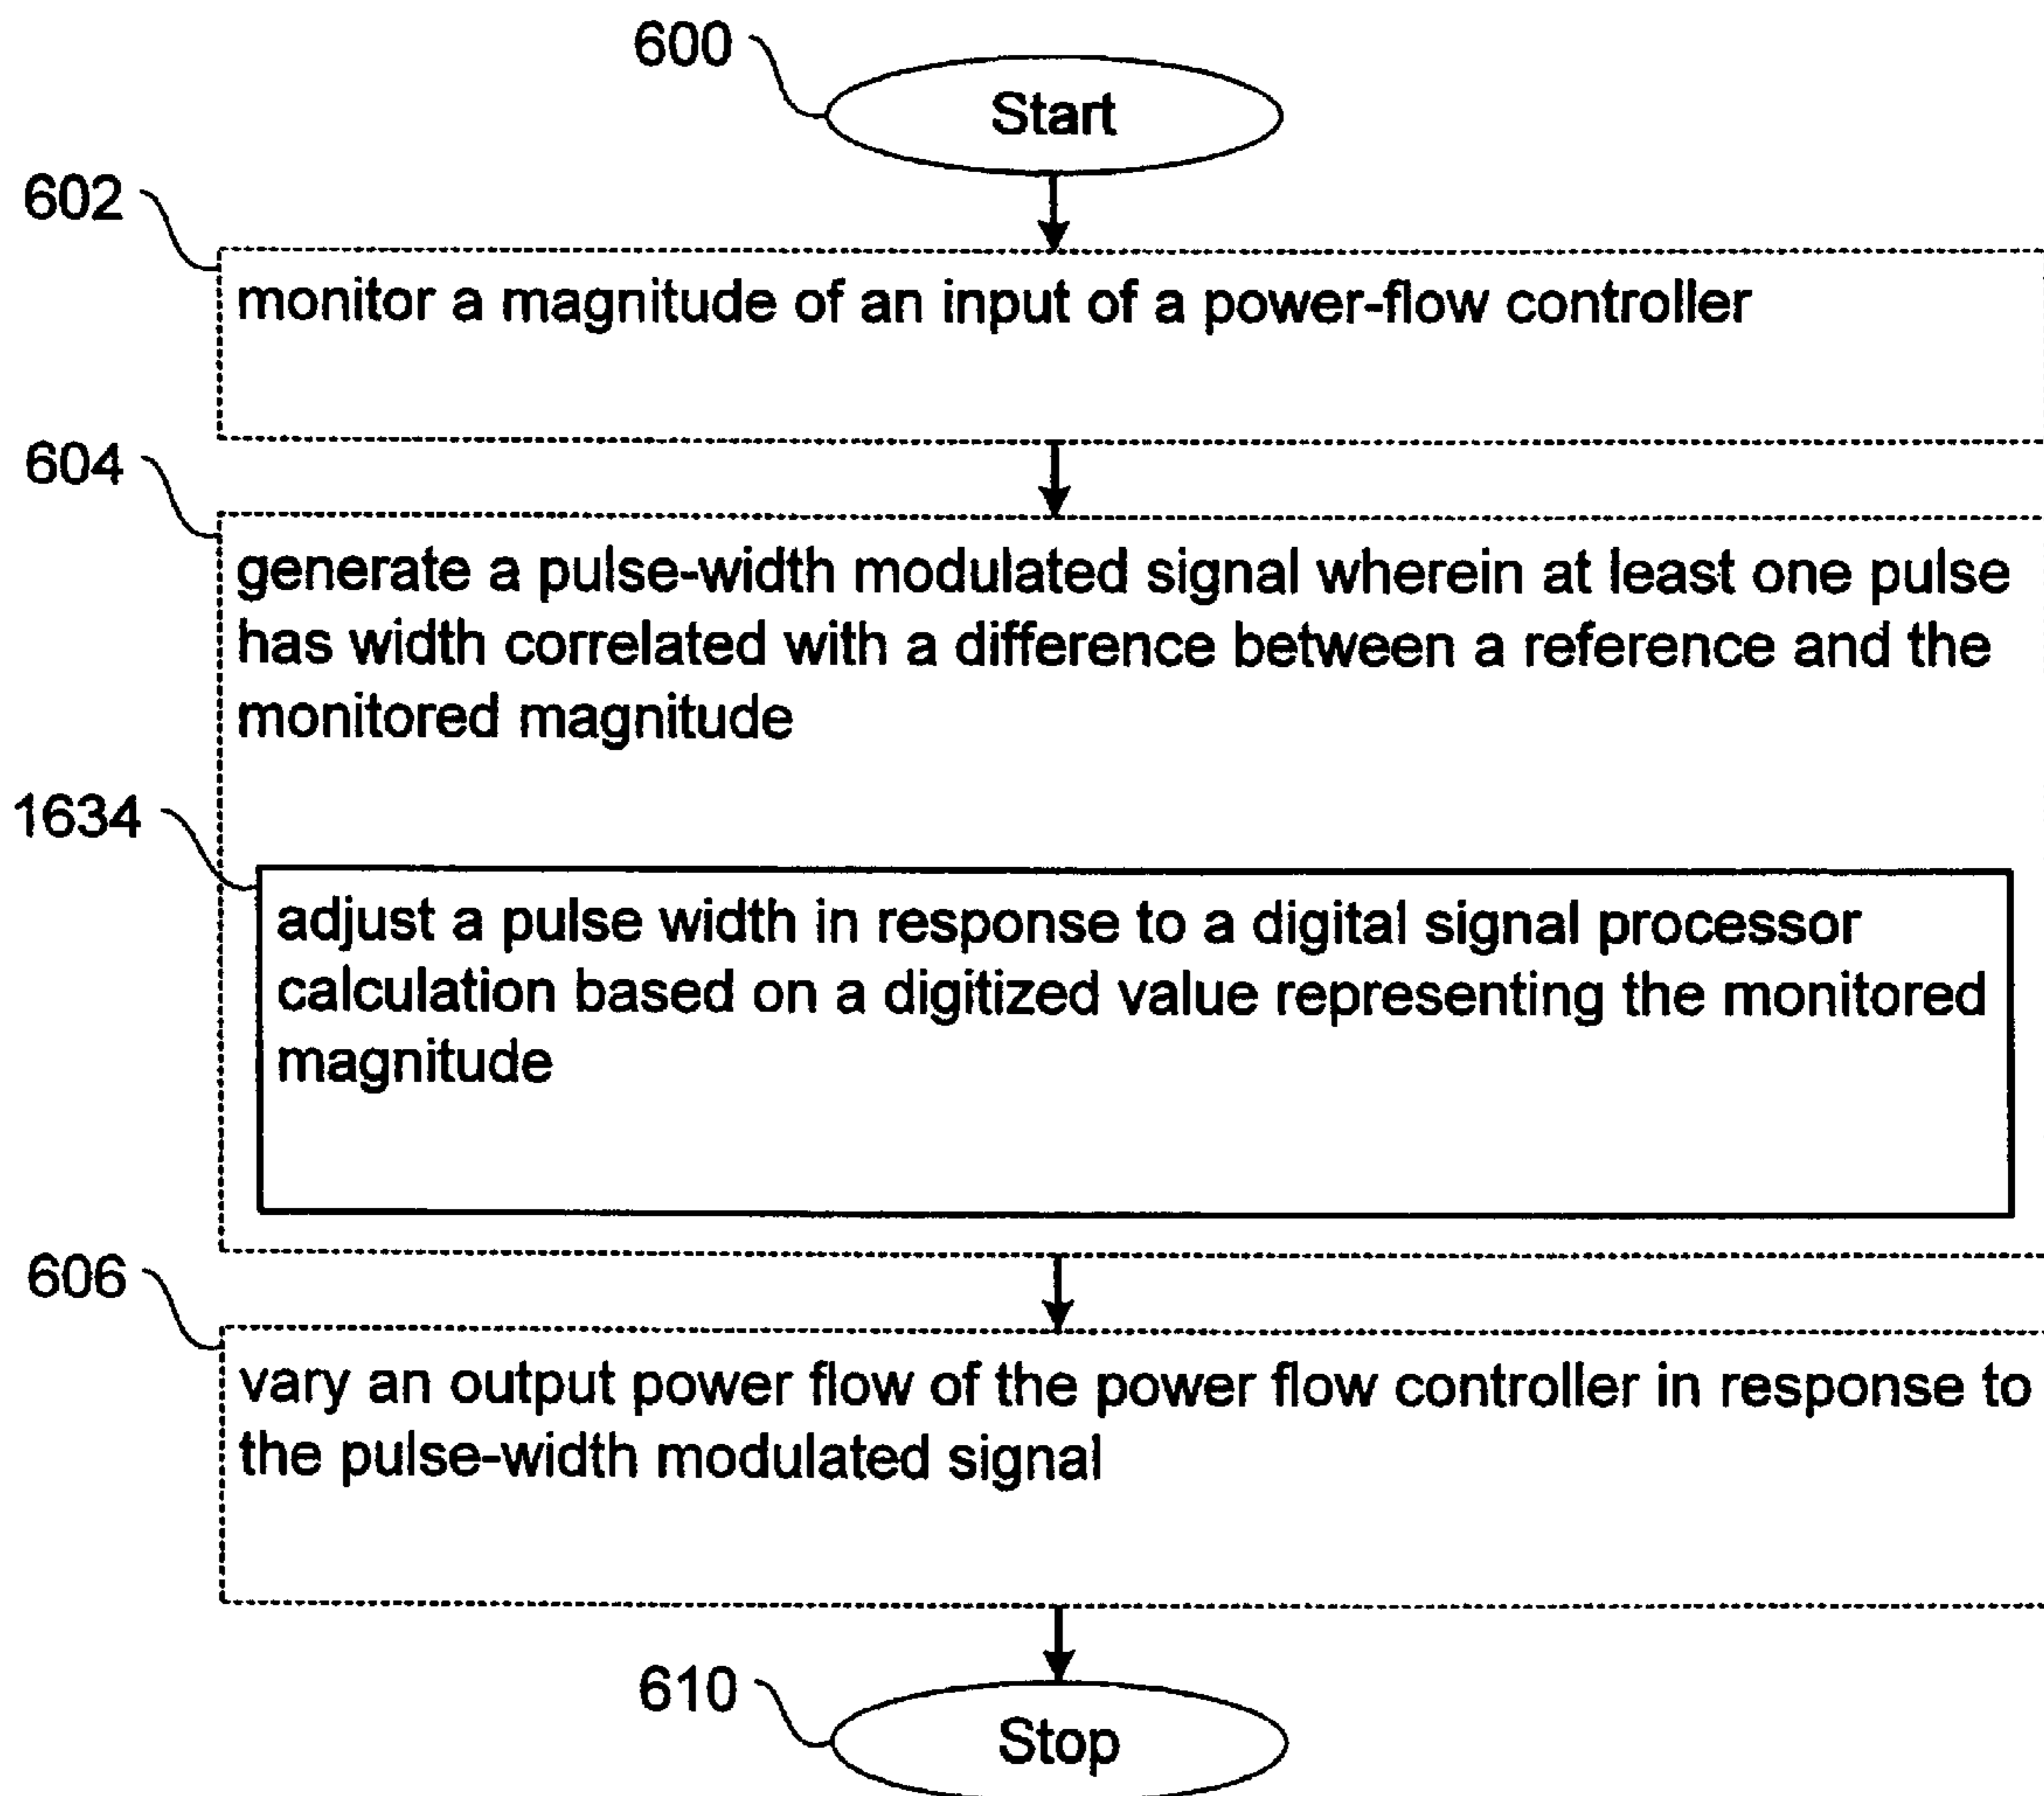 600
Start
602
monitor a magnitude of an input of a power-flow controller
604
generate a pulse-width modulated signal wherein at least one pulse
has width correlated with a difference between a reference and the
monitored magnitude
1634
adjust a pulse width in response to a digital signal processor
calculation based on a digitized value representing the monitored
magnitude
606
vary an output power flow of the power flow controller in response to
the pulse-width modulated signal
610
Stop